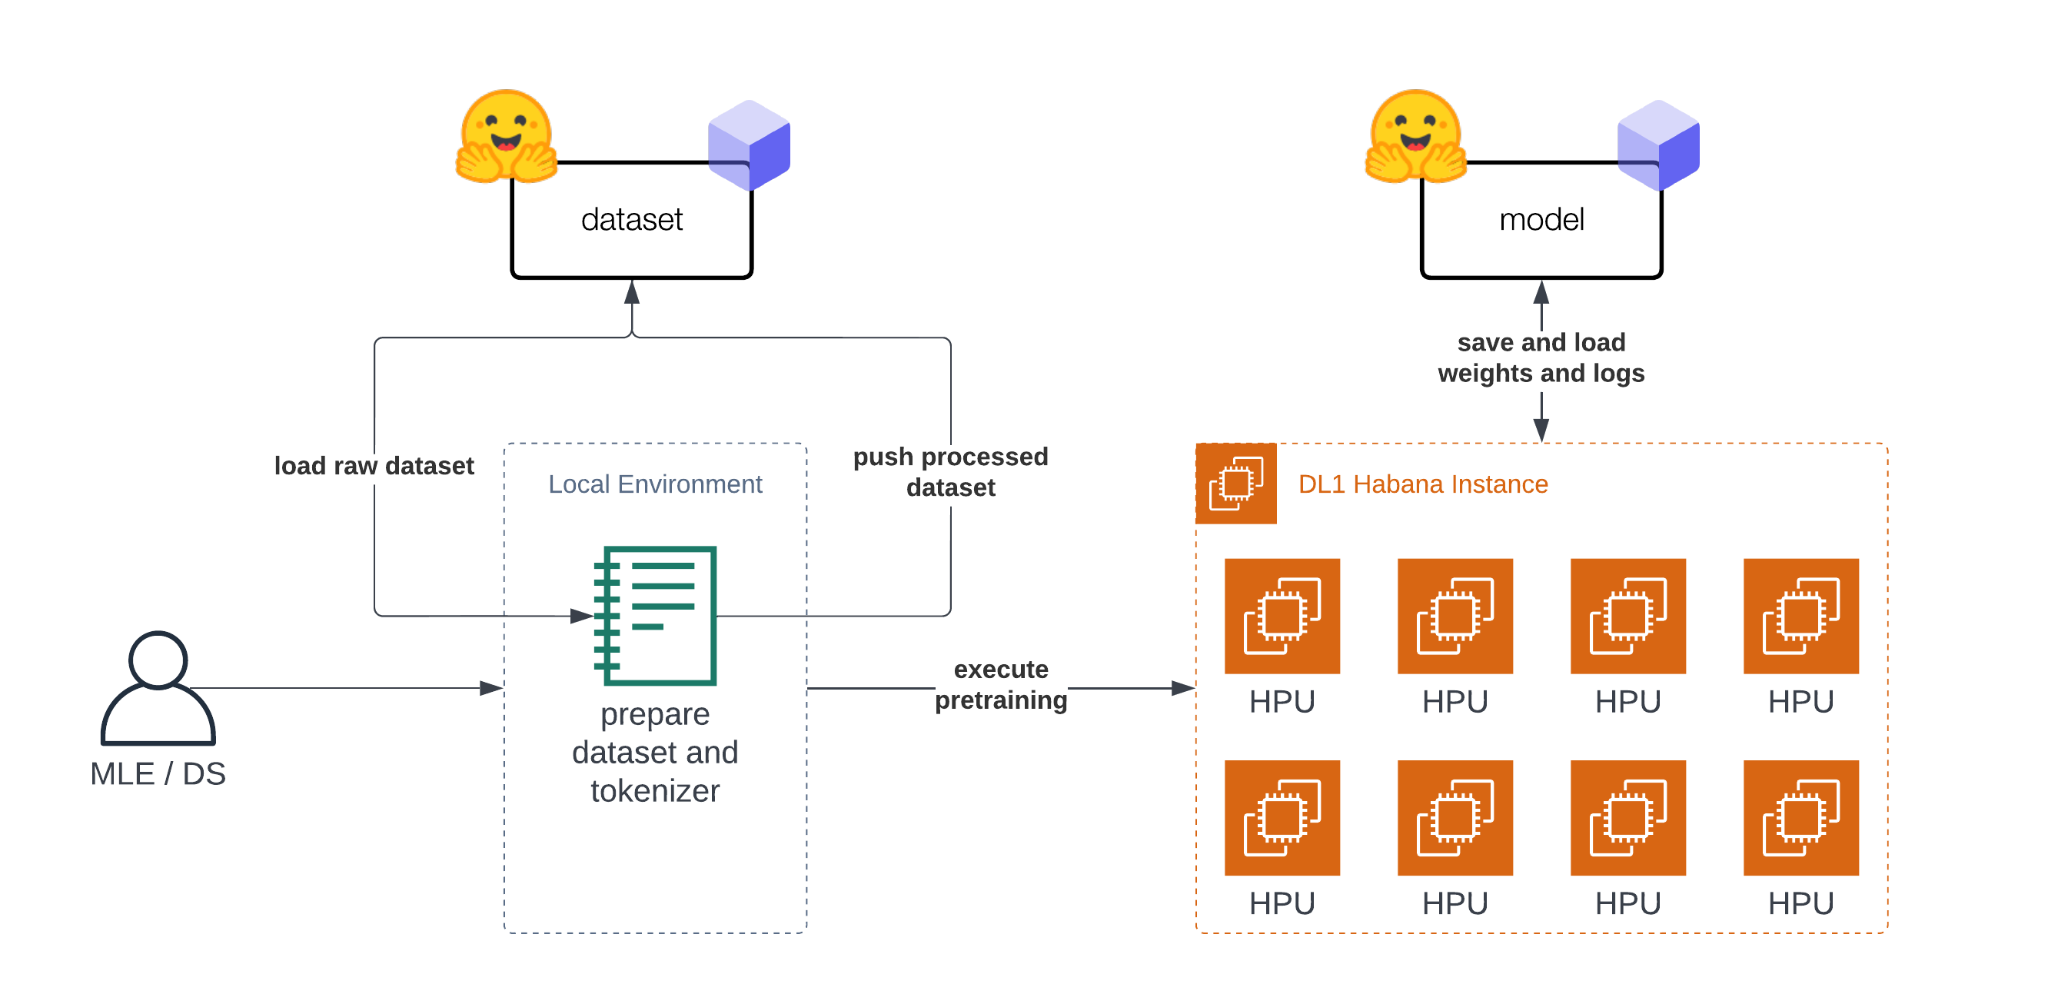 dataset
model
save and load
weights and logs
load raw dataset
push processed
dataset
Local Environment
DL1 Habana Instance
prepare
dataset and
tokenizer
execute
pretraining
MLE / DS
HPU
HPU
HPU
HPU
HPU
HPU
HPU
HPU